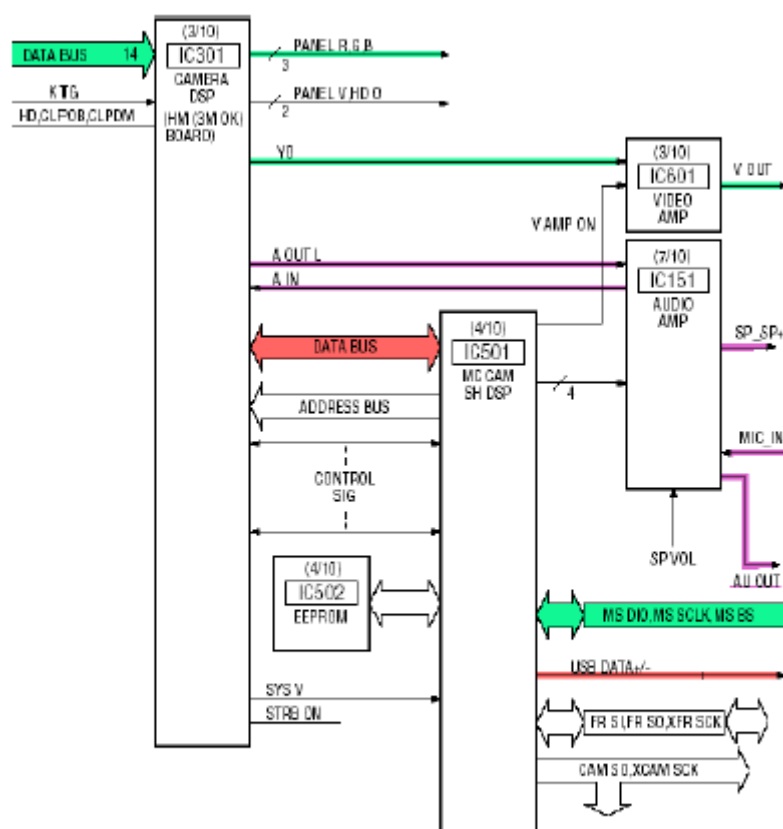 (3/10)
IC301
CAMERA
DSP
(HM (3M OK)
BOARD)
DATA BUS 14
KTG
HD,CLPOB,CLPDM
PANEL R,G,B
3
PANEL V,HD O
2
YO
(3/10)
IC601
VIDEO
AMP
V OUT
V AMP ON
A OUT L
A IN
(7/10)
IC151
AUDIO
AMP
SP_SP+
MIC_IN
SP VOL
AU OUT
(4/10)
IC501
MC CAM
SH DSP
4
DATA BUS
ADDRESS BUS
CONTROL
SIG
(4/10)
IC502
EEPROM
MS DIO, MS SCLK, MS BS
USB DATA+/-
SYS V
STRB ON
FR SI,FR SO,XFR SCK
CAM SO,XCAM SCK